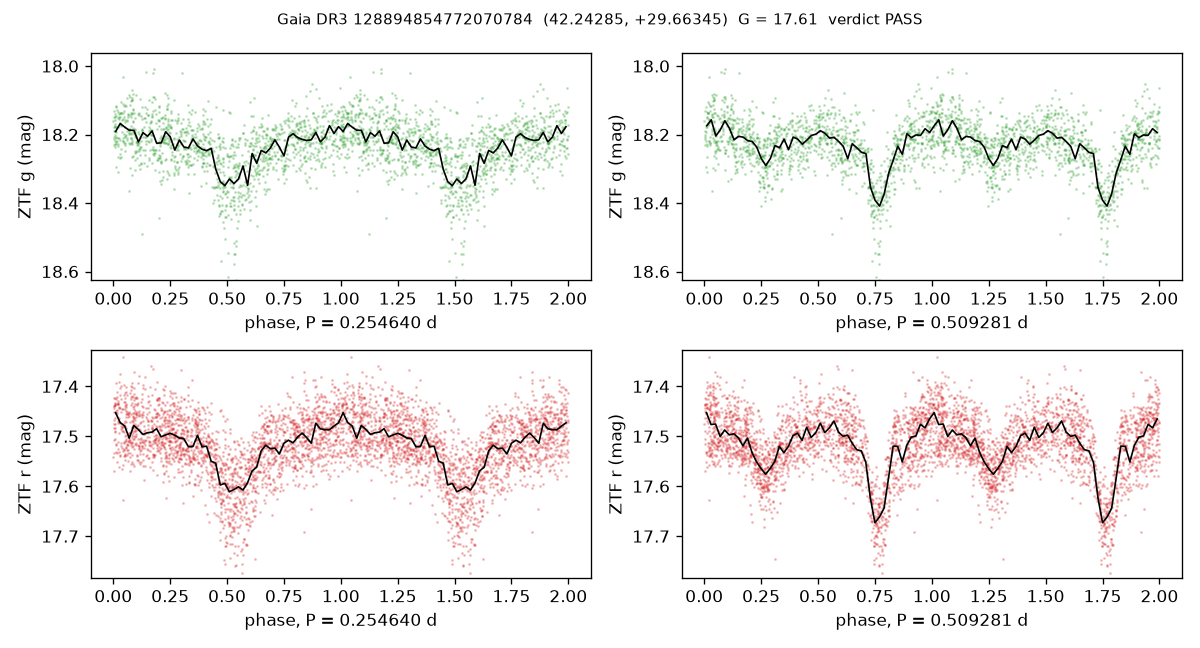 Gaia DR3 128894854772070784 (42.24285, +29.66345) G = 17.61 verdict PASS
18.0
18.2
18.4
18.6
ZTF g (mag)
0.00 0.25 0.50 0.75 1.00 1.25 1.50 1.75 2.00
phase, P = 0.254640 d
18.0
18.2
18.4
18.6
ZTF g (mag)
0.00 0.25 0.50 0.75 1.00 1.25 1.50 1.75 2.00
phase, P = 0.509281 d
17.4
17.5
17.6
17.7
ZTF r (mag)
0.00 0.25 0.50 0.75 1.00 1.25 1.50 1.75 2.00
phase, P = 0.254640 d
17.4
17.5
17.6
17.7
ZTF r (mag)
0.00 0.25 0.50 0.75 1.00 1.25 1.50 1.75 2.00
phase, P = 0.509281 d